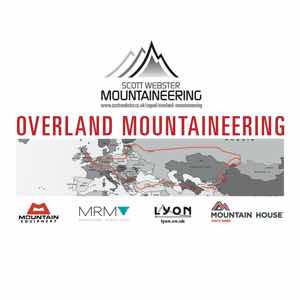 SCOTT WEBSTER
MOUNTAINEERING
OVERLAND MOUNTAINEERING
MOUNTAIN
EQUIPMENT
MRM
LYON
lyon.co.uk
MOUNTAIN HOUSE